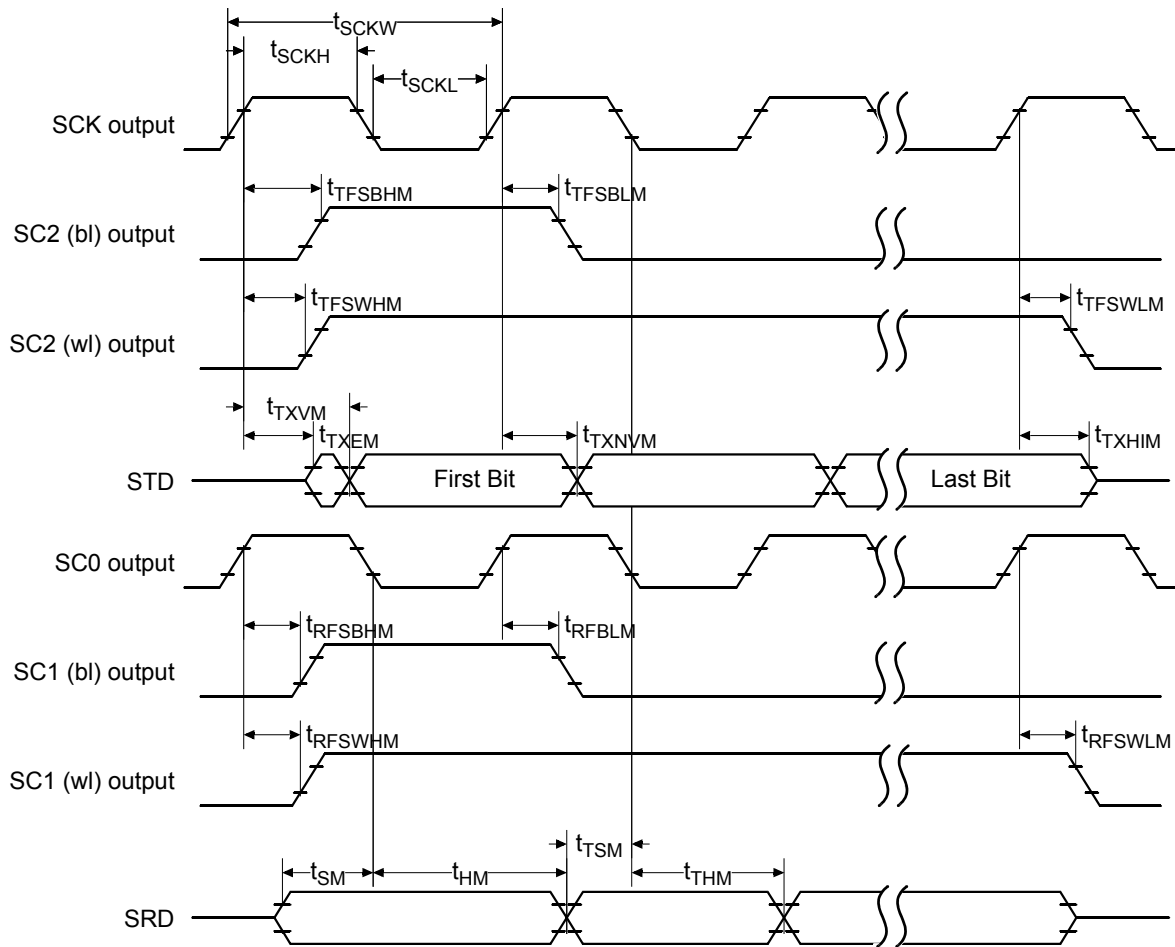 tSCKW
tSCKH
tSCKL
SCK output
tTFSBHM
tTFSBLM
SC2 (bl) output
tTFSWHM
tTFSWLM
SC2 (wl) output
tTXVM
tTXEM
tTXNVM
tTXHIM
STD
First Bit
Last Bit
SC0 output
tRFSBHM
tRFBLM
SC1 (bl) output
tRFSWHM
tRFSWLM
SC1 (wl) output
tTSM
tSM
tHM
tTHM
SRD